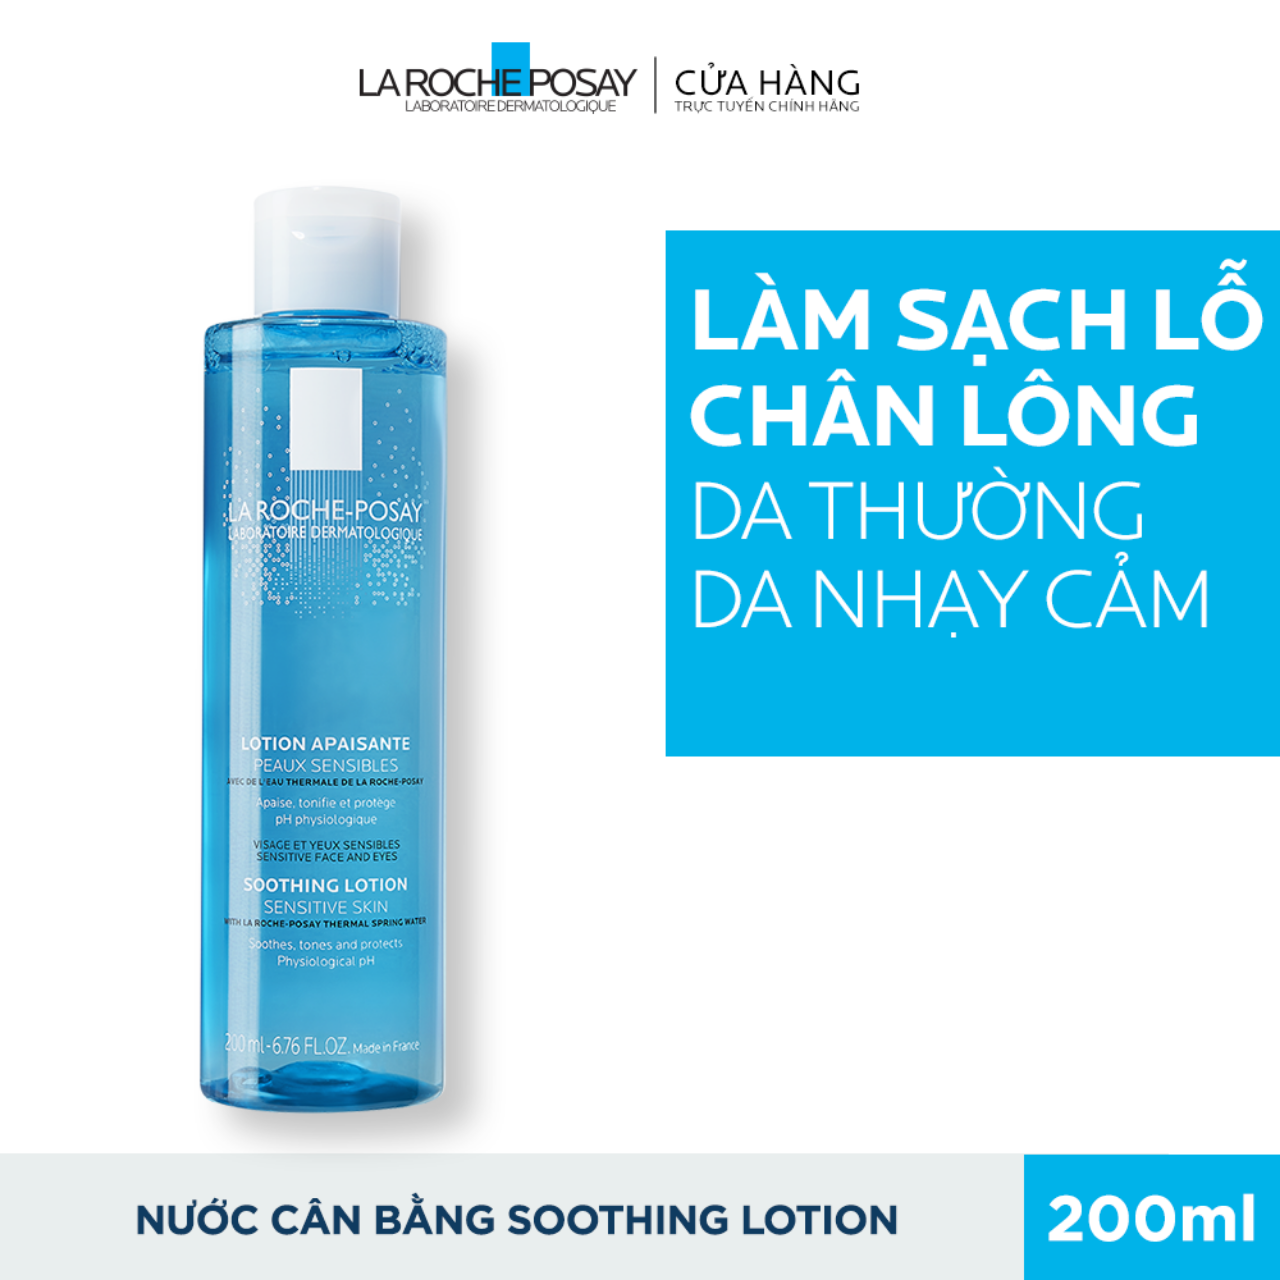 LA ROCHE POSAY
LABORATOIRE DERMATOLOGIQUE
CỬA HÀNG
TRỰC TUYẾN CHÍNH HÃNG
LÀM SẠCH LỖ
CHÂN LÔNG
DA THƯỜNG
DA NHẠY CẢM
LA ROCHE-POSAY
LABORATOIRE DERMATOLOGIQUE
LOTION APAISANTE
PEAUX SENSIBLES
AVEC DE L'EAU THERMALE DE LA ROCHE-POSAY
Apaise, tonifie et protège
pH physiologique
VISAGE ET YEUX SENSIBLES
SENSITIVE FACE AND EYES
SOOTHING LOTION
SENSITIVE SKIN
WITH LA ROCHE-POSAY THERMAL SPRING WATER
Soothes, tones and protects
Physiological pH
200 ml - 6.76 FL.OZ. Made in France
NƯỚC CÂN BẰNG SOOTHING LOTION
200ml